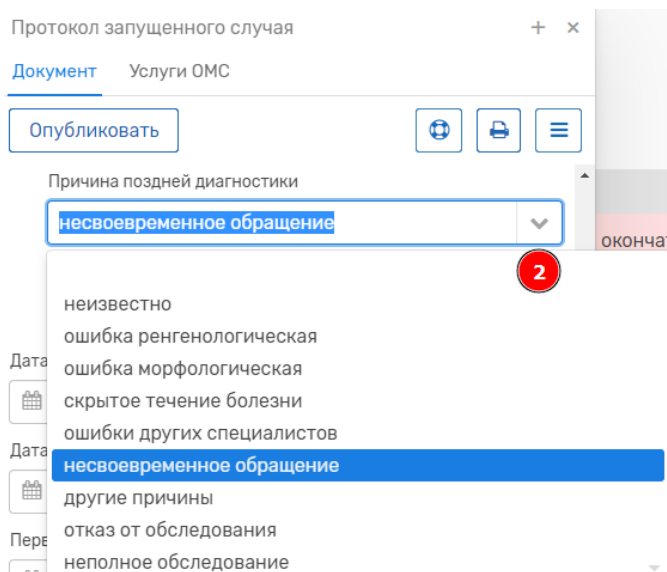 Протокол запущенного случая
Документ Услуги ОМС
Опубликовать
Причина поздней диагностики
несвоевременное обращение
2
неизвестно
ошибка ренгенологическая
ошибка морфологическая
скрытое течение болезни
ошибки других специалистов
несвоевременное обращение
другие причины
отказ от обследования
неполное обследование
Дата
Дата
Перв
оконча